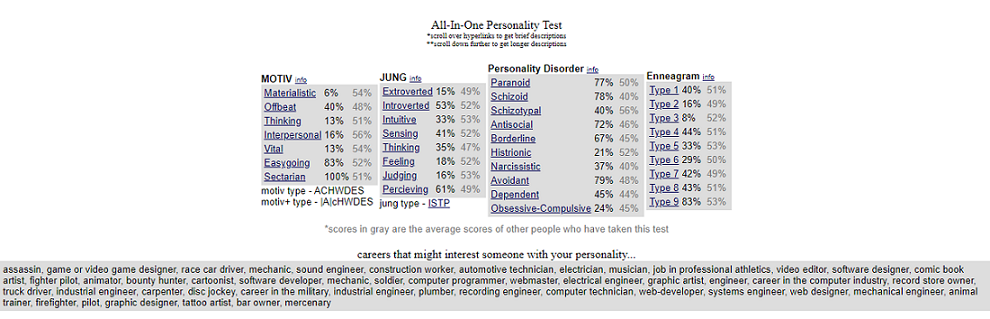 All-In-One Personality Test
*scroll over hyperlinks to get brief descriptions
**scroll down further to get longer descriptions
MOTIV info
Materialistic 6% 54%
Offbeat 40% 48%
Thinking 13% 51%
Interpersonal 16% 56%
Vital 13% 54%
Easygoing 83% 52%
Sectarian 100% 51%
motiv type - ACHWDES
motiv+ type - |A|cHWDES
JUNG info
Extroverted 15% 49%
Introverted 53% 52%
Intuitive 33% 53%
Sensing 41% 52%
Thinking 35% 47%
Feeling 18% 52%
Judging 16% 53%
Percieving 61% 49%
jung type - ISTP
Personality Disorder info
Paranoid 77% 50%
Schizoid 78% 40%
Schizotypal 40% 56%
Antisocial 72% 46%
Borderline 67% 45%
Histrionic 21% 52%
Narcissistic 37% 40%
Avoidant 79% 48%
Dependent 45% 44%
Obsessive-Compulsive 24% 45%
Enneagram info
Type 1 40% 51%
Type 2 16% 49%
Type 3 8% 52%
Type 4 44% 51%
Type 5 33% 53%
Type 6 29% 50%
Type 7 42% 49%
Type 8 43% 51%
Type 9 83% 53%
*scores in gray are the average scores of other people who have taken this test
careers that might interest someone with your personality...
assassin, game or video game designer, race car driver, mechanic, sound engineer, construction worker, automotive technician, electrician, musician, job in professional athletics, video editor, software designer, comic book
artist, fighter pilot, animator, bounty hunter, cartoonist, software developer, mechanic, soldier, computer programmer, webmaster, electrical engineer, graphic artist, engineer, career in the computer industry, record store owner,
truck driver, industrial engineer, carpenter, disc jockey, career in the military, industrial engineer, plumber, recording engineer, computer technician, web-developer, systems engineer, web designer, mechanical engineer, animal
trainer, firefighter, pilot, graphic designer, tattoo artist, bar owner, mercenary